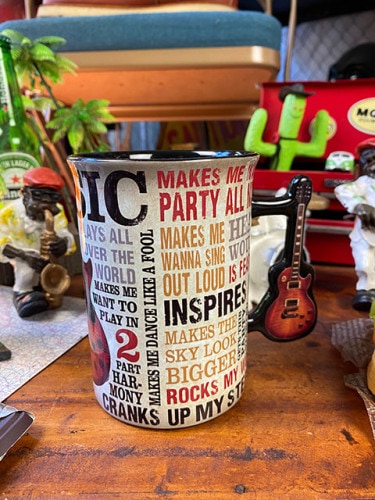 IC
MAKES ME
PARTY ALL
AYS ALL
OVER THE
WORLD
MAKES ME
WANT TO
PLAY IN
2
PART
HAR-
MONY
MAKES ME DANCE LIKE A FOOL
MAKES ME
WANNA SING
OUT LOUD
IS
INSPIRES
MAKES THE
SKY LOOK
BIGGER
ROCKS MY
CRANKS UP MY